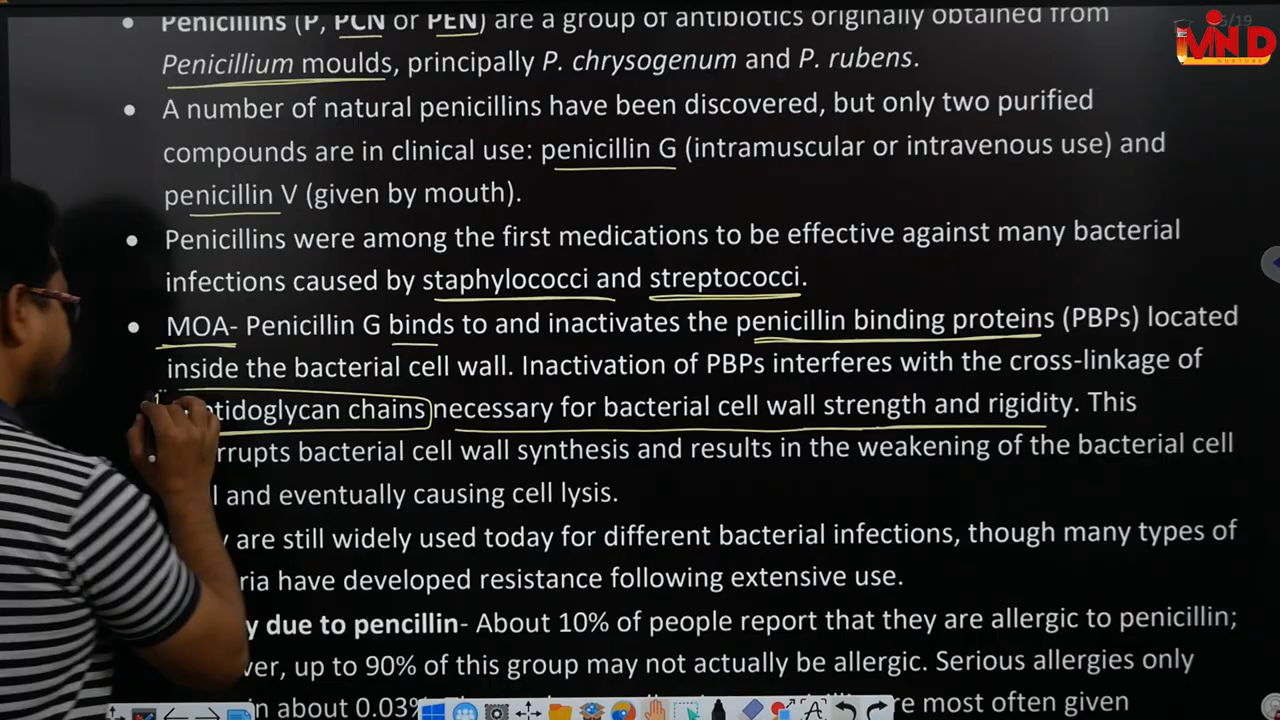 Penicillins (P, PCN or PEN) are a group of antibiotics originally obtained from
Penicillium moulds, principally P. chrysogenum and P. rubens.
A number of natural penicillins have been discovered, but only two purified
compounds are in clinical use: penicillin G (intramuscular or intravenous use) and
penicillin V (given by mouth).
Penicillins were among the first medications to be effective against many bacterial
infections caused by staphylococci and streptococci.
MOA- Penicillin G binds to and inactivates the penicillin binding proteins (PBPs) located
inside the bacterial cell wall. Inactivation of PBPs interferes with the cross-linkage of
tidoglycan chains necessary for bacterial cell wall strength and rigidity. This
rrupts bacterial cell wall synthesis and results in the weakening of the bacterial cell
l and eventually causing cell lysis.
y are still widely used today for different bacterial infections, though many types of
ria have developed resistance following extensive use.
y due to pencillin- About 10% of people report that they are allergic to penicillin;
ver, up to 90% of this group may not actually be allergic. Serious allergies only
n about 0.03% re most often given
/19
MIND
NURTURE